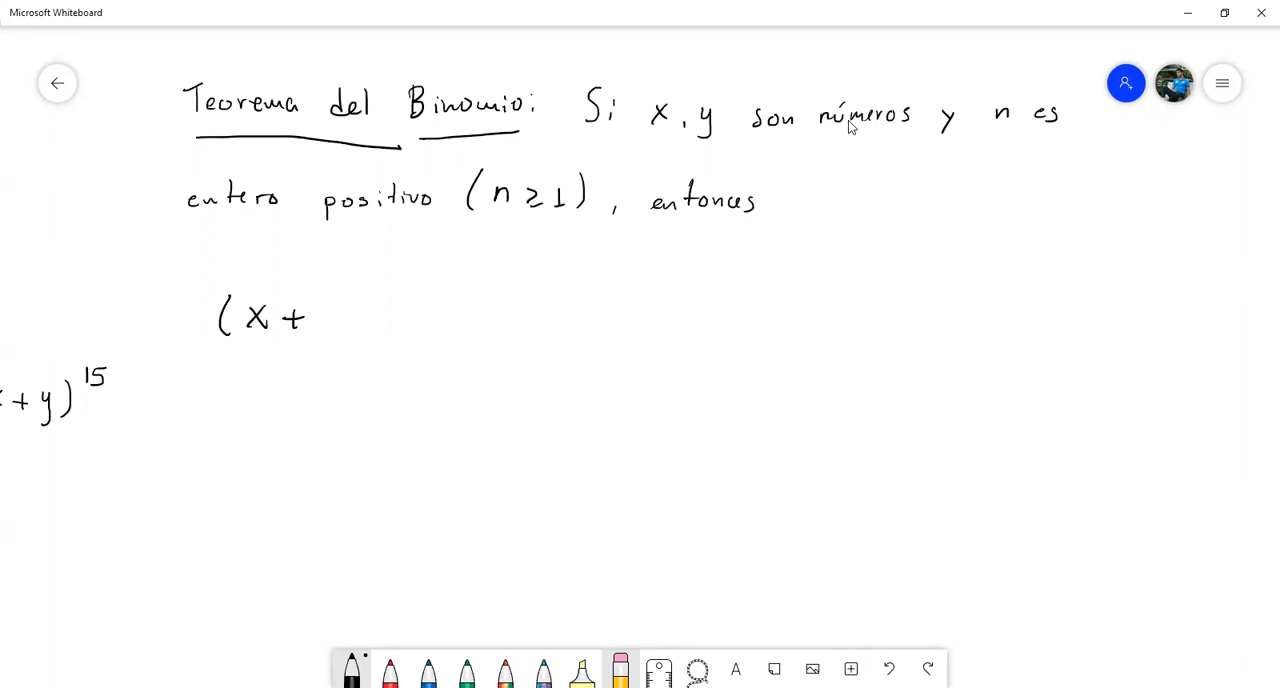 Microsoft Whiteboard
Teorema del Binomio: Si x, y son números y n es
entero positivo (n ≥ 1), entonces
(x +
+ y)^15
A